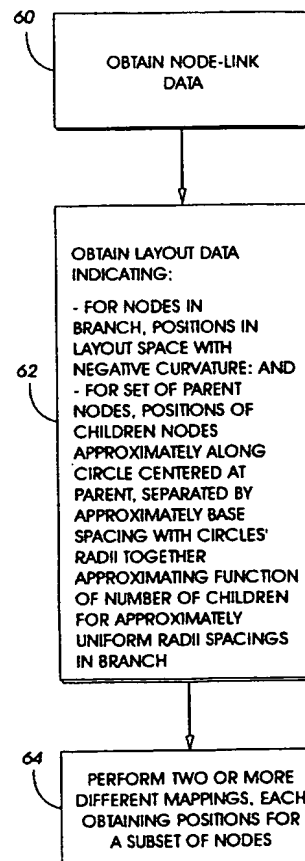 60
OBTAIN NODE-LINK
DATA
62
OBTAIN LAYOUT DATA
INDICATING:
- FOR NODES IN
BRANCH, POSITIONS IN
LAYOUT SPACE WITH
NEGATIVE CURVATURE: AND
- FOR SET OF PARENT
NODES, POSITIONS OF
CHILDREN NODES
APPROXIMATELY ALONG
CIRCLE CENTERED AT
PARENT, SEPARATED BY
APPROXIMATELY BASE
SPACING WITH CIRCLES'
RADII TOGETHER
APPROXIMATING FUNCTION
OF NUMBER OF CHILDREN
FOR APPROXIMATELY
UNIFORM RADII SPACINGS
IN BRANCH
64
PERFORM TWO OR MORE
DIFFERENT MAPPINGS, EACH
OBTAINING POSITIONS FOR
A SUBSET OF NODES